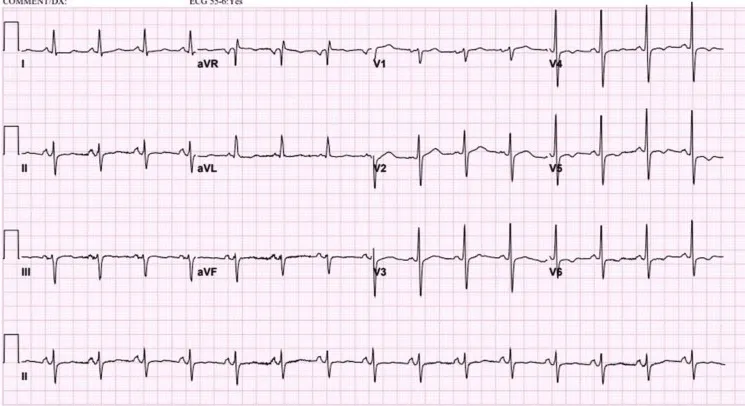 COMMENT/DX: ECG 55-6:Yes
I aVR V1 V4
II aVL V2 V5
III aVF V3 V6
II